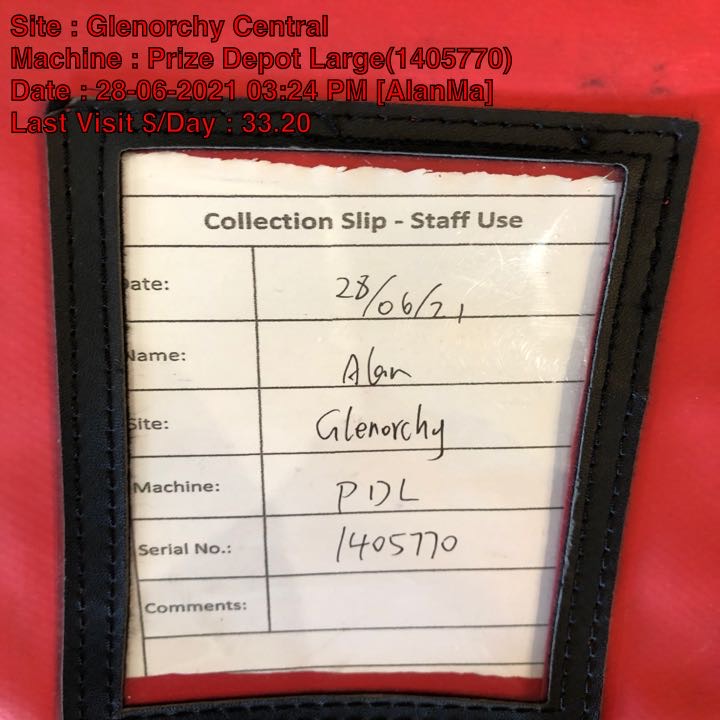 Site : Glenorchy Central
Machine : Prize Depot Large(1405770)
Date : 28-06-2021 03:24 PM [AlanMa]
Last Visit $/Day : 33.20
Collection Slip - Staff Use
ate: 28/06/21
Name: Alan
Site: Glenorchy
Machine: PDL
Serial No.: 1405770
Comments: